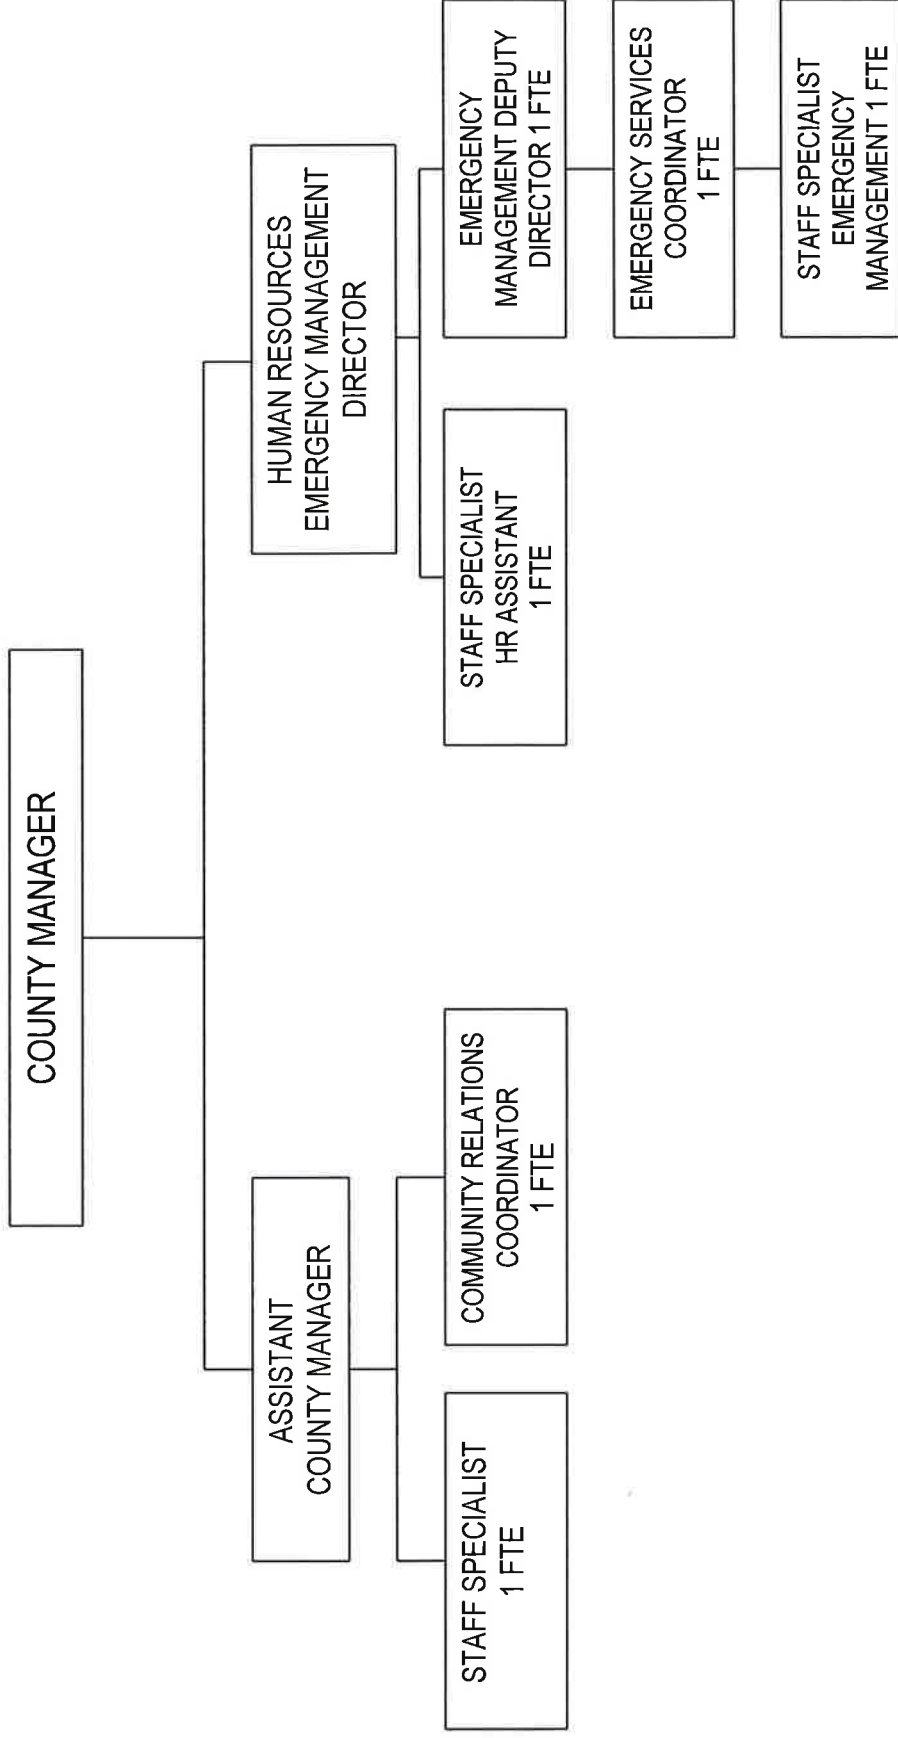 COUNTY MANAGER
ASSISTANT
COUNTY MANAGER
HUMAN RESOURCES
EMERGENCY MANAGEMENT
DIRECTOR
STAFF SPECIALIST
1 FTE
COMMUNITY RELATIONS
COORDINATOR
1 FTE
STAFF SPECIALIST
HR ASSISTANT
1 FTE
EMERGENCY
MANAGEMENT DEPUTY
DIRECTOR 1 FTE
EMERGENCY SERVICES
COORDINATOR
1 FTE
STAFF SPECIALIST
EMERGENCY
MANAGEMENT 1 FTE